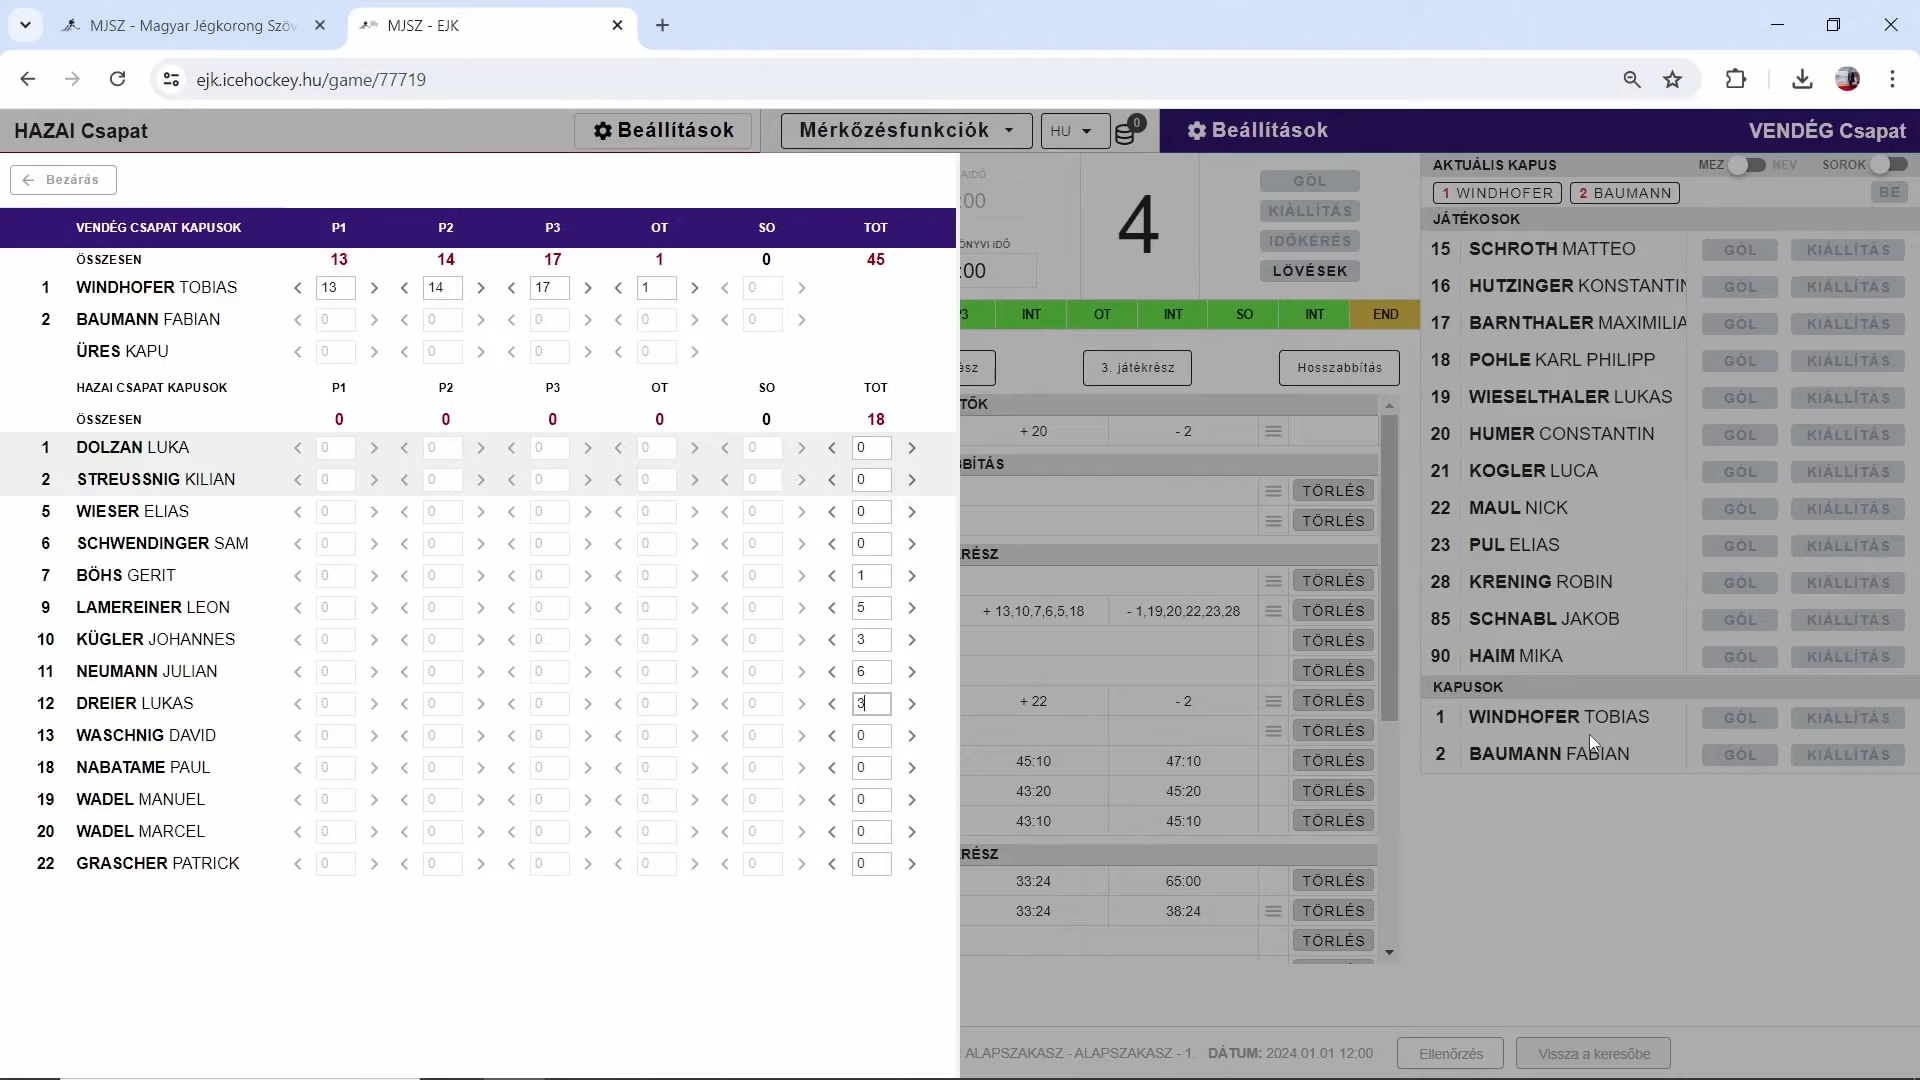 MJSZ - Magyar Jégkorong Szöv
MJSZ - EJK
ejk.icehockey.hu/game/77719
HAZAI Csapat
Beállítások
Mérkőzésfunkciók
HU
0
Beállítások
VENDÉG Csapat
Bezárás
VENDÉG CSAPAT KAPUSOK P1 P2 P3 OT SO TOT
ÖSSZESEN 13 14 17 1 0 45
1 WINDHOFER TOBIAS 13 14 17 1 0
2 BAUMANN FABIAN 0 0 0 0 0
ÜRES KAPU 0 0 0 0
HAZAI CSAPAT KAPUSOK P1 P2 P3 OT SO TOT
ÖSSZESEN 0 0 0 0 0 18
1 DOLZAN LUKA 0 0 0 0 0 0
2 STREUSSNIG KILIAN 0 0 0 0 0 0
5 WIESER ELIAS 0 0 0 0 0 0
6 SCHWENDINGER SAM 0 0 0 0 0 0
7 BÖHS GERIT 0 0 0 0 0 1
9 LAMEREINER LEON 0 0 0 0 0 5
10 KÜGLER JOHANNES 0 0 0 0 0 3
11 NEUMANN JULIAN 0 0 0 0 0 6
12 DREIER LUKAS 0 0 0 0 0 3
13 WASCHNIG DAVID 0 0 0 0 0 0
18 NABATAME PAUL 0 0 0 0 0 0
19 WADEL MANUEL 0 0 0 0 0 0
20 WADEL MARCEL 0 0 0 0 0 0
22 GRASCHER PATRICK 0 0 0 0 0 0
AIDŐ
:00
ÖNYVI IDŐ
:00
4
GÓL
KIÁLLÍTÁS
IDŐKÉRÉS
LÖVÉSEK
P3 INT OT INT SO INT END
ész
3. játékrész
Hosszabbítás
TŐK
+ 20 - 2
BBÍTÁS
TÖRLÉS
TÖRLÉS
RÉSZ
TÖRLÉS
+ 13,10,7,6,5,18 - 1,19,20,22,23,28 TÖRLÉS
TÖRLÉS
TÖRLÉS
+ 22 - 2 TÖRLÉS
TÖRLÉS
45:10 47:10 TÖRLÉS
43:20 45:20 TÖRLÉS
43:10 45:10 TÖRLÉS
RÉSZ
33:24 65:00 TÖRLÉS
33:24 38:24 TÖRLÉS
TÖRLÉS
AKTUÁLIS KAPUS MEZ NÉV SOROK
1 WINDHOFER 2 BAUMANN BE
JÁTÉKOSOK
15 SCHROTH MATTEO GÓL KIÁLLÍTÁS
16 HUTZINGER KONSTANTIN GÓL KIÁLLÍTÁS
17 BARNTHALER MAXIMILIA GÓL KIÁLLÍTÁS
18 POHLE KARL PHILIPP GÓL KIÁLLÍTÁS
19 WIESELTHALER LUKAS GÓL KIÁLLÍTÁS
20 HUMER CONSTANTIN GÓL KIÁLLÍTÁS
21 KOGLER LUCA GÓL KIÁLLÍTÁS
22 MAUL NICK GÓL KIÁLLÍTÁS
23 PUL ELIAS GÓL KIÁLLÍTÁS
28 KRENING ROBIN GÓL KIÁLLÍTÁS
85 SCHNABL JAKOB GÓL KIÁLLÍTÁS
90 HAIM MIKA GÓL KIÁLLÍTÁS
KAPUSOK
1 WINDHOFER TOBIAS GÓL KIÁLLÍTÁS
2 BAUMANN FABIAN GÓL KIÁLLÍTÁS
ALAPSZAKASZ - ALAPSZAKASZ - 1. DÁTUM: 2024.01.01 12:00
Ellenőrzés
Vissza a keresőbe